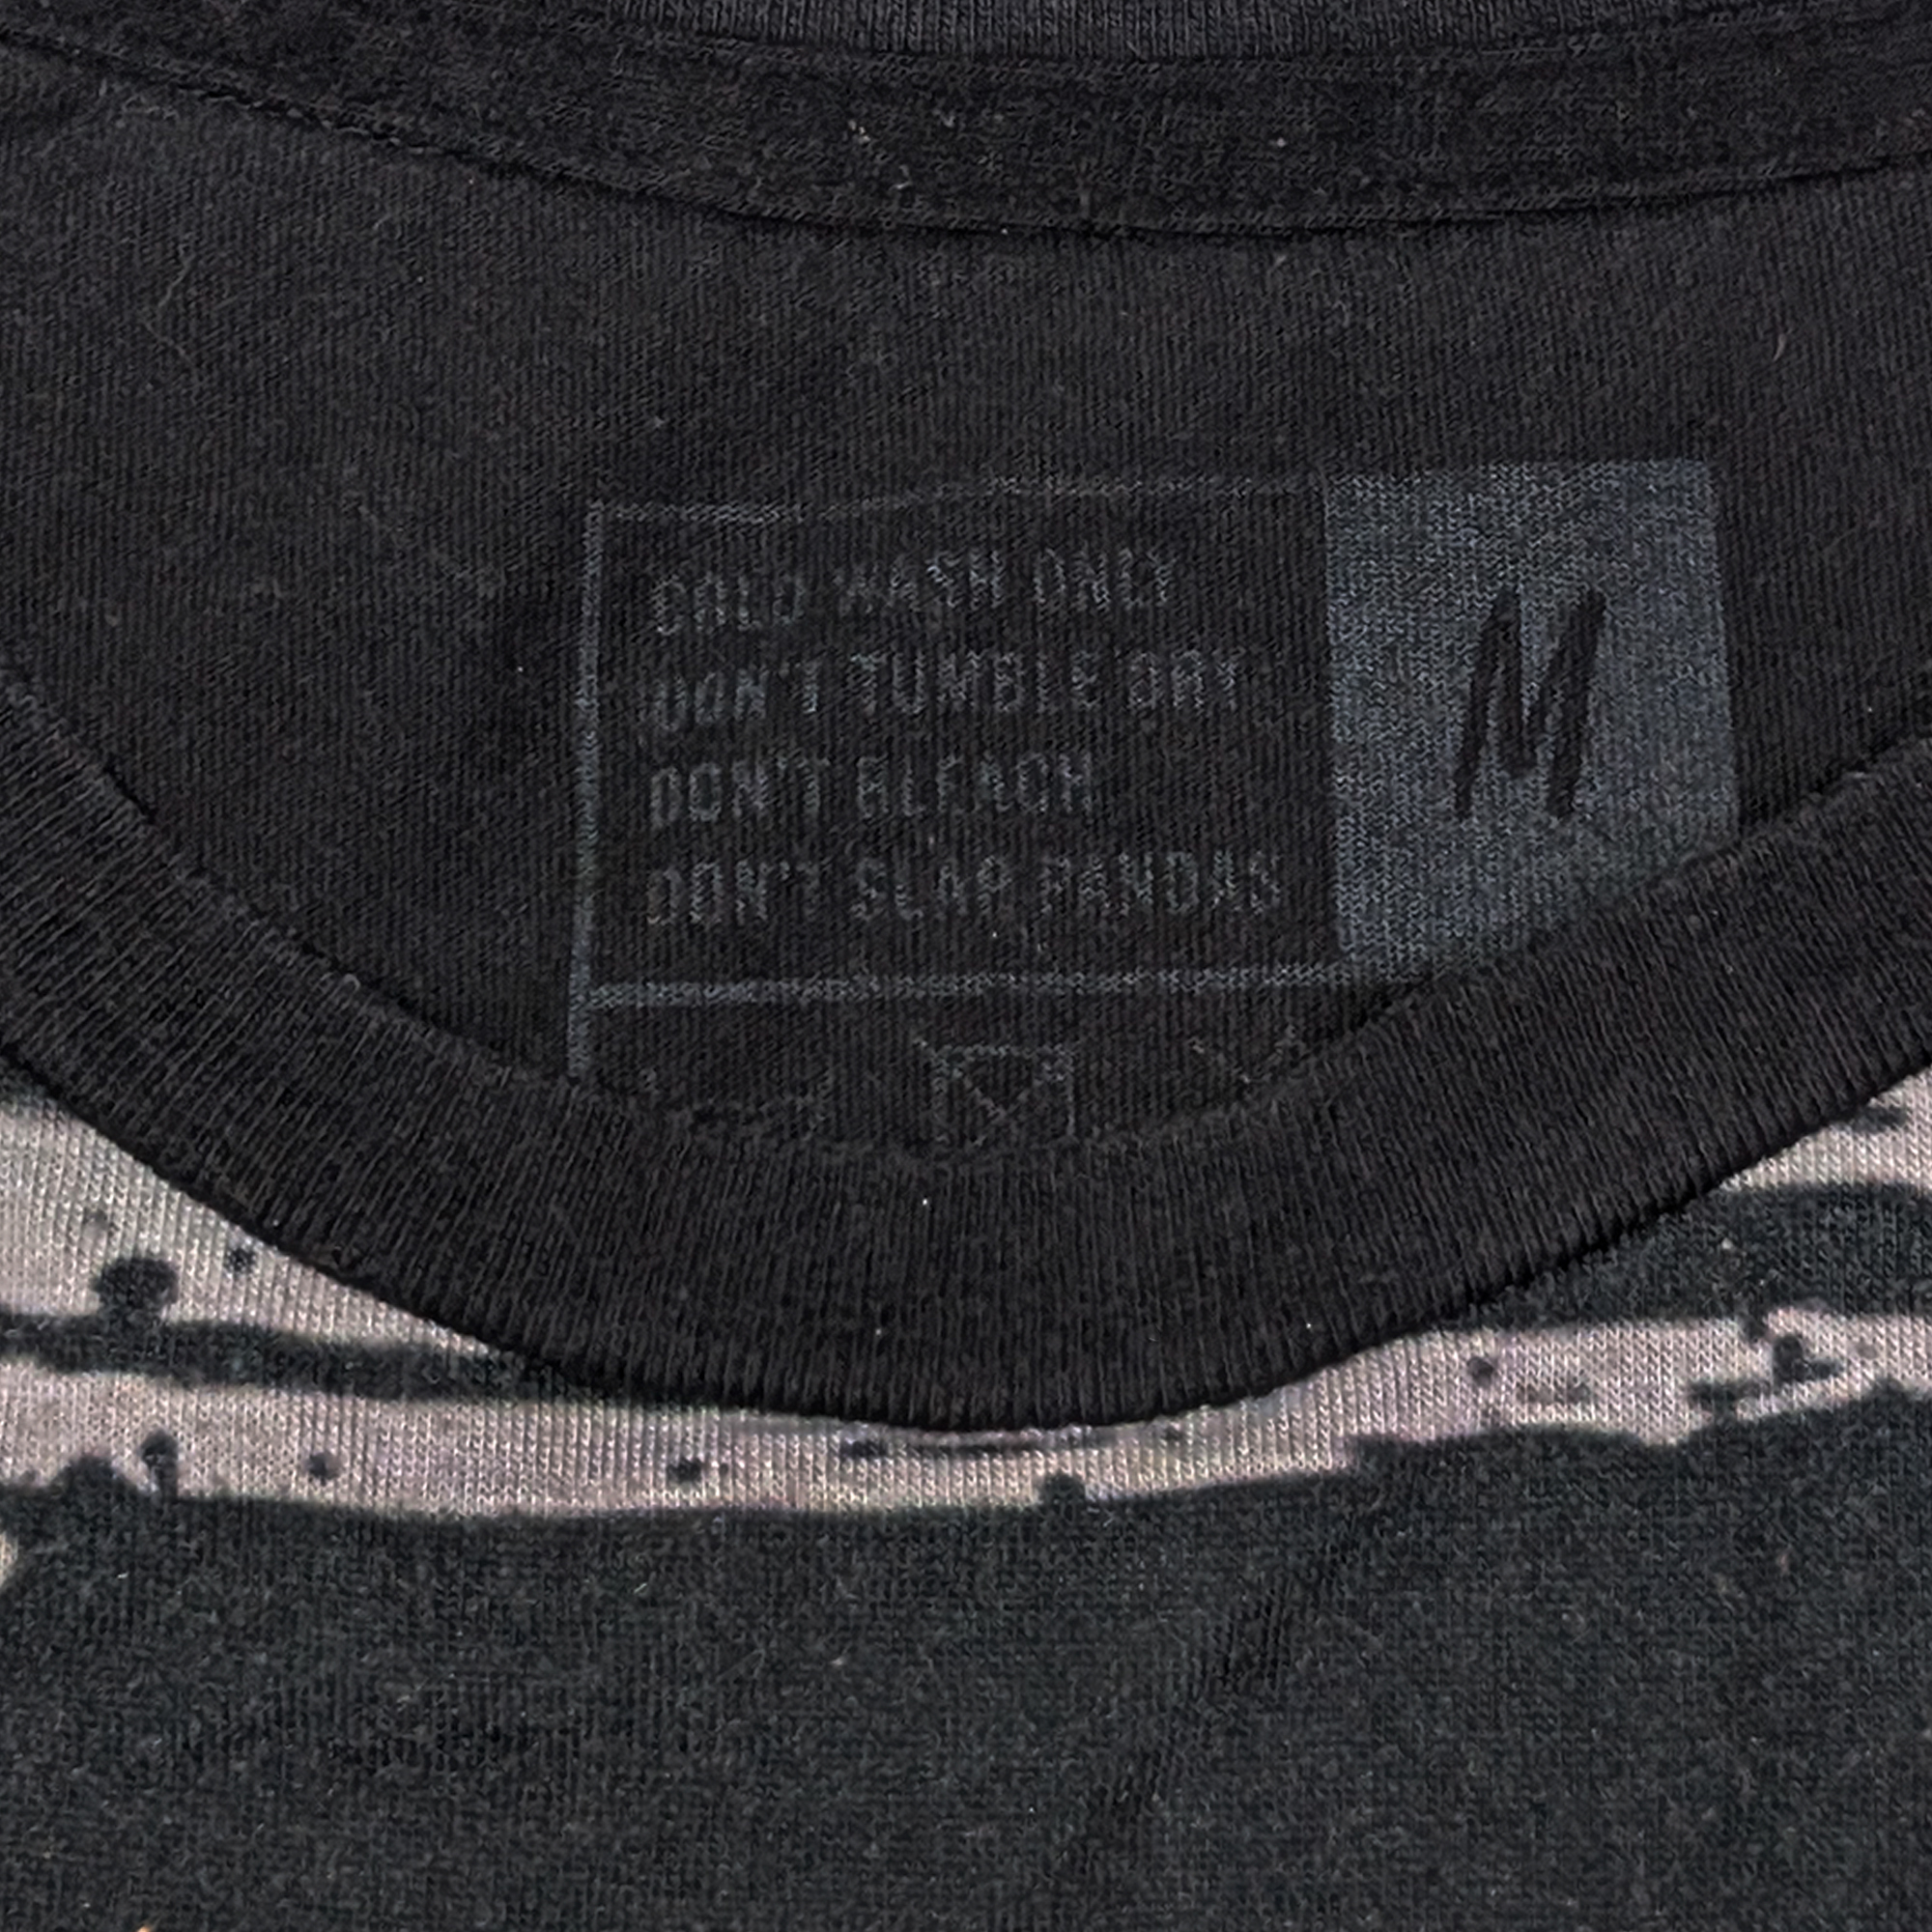 COLD WASH ONLY
DON'T TUMBLE DRY
DON'T BLEACH
DON'T SLAP PANDAS
M